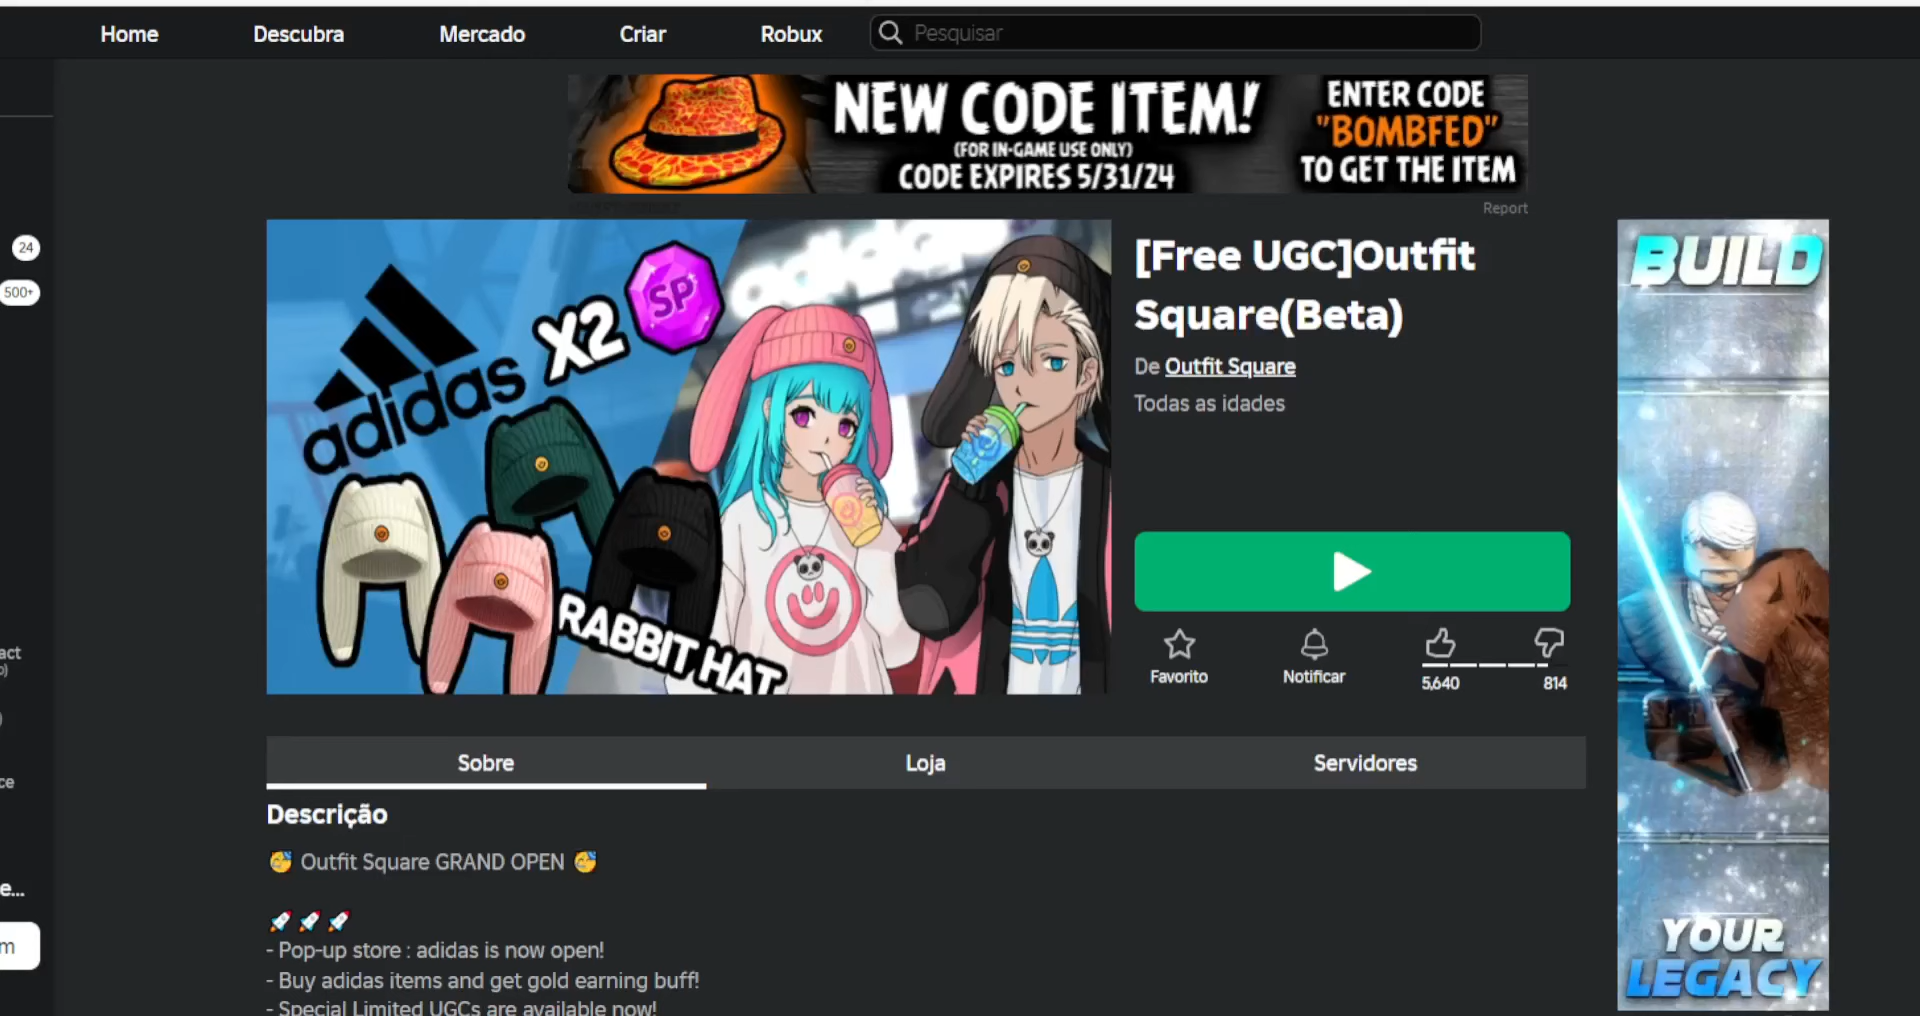 Home Descubra Mercado Criar Robux Pesquisar
NEW CODE ITEM!
(FOR IN-GAME USE ONLY)
CODE EXPIRES 5/31/24
ENTER CODE
"BOMBFED"
TO GET THE ITEM
Report
24
500+
adidas
X2
SP
adidas
RABBIT HAT
[Free UGC]Outfit
Square(Beta)
De Outfit Square
Todas as idades
Favorito
Notificar
5,640
814
BUILD
YOUR
LEGACY
Sobre Loja Servidores
Descrição
🥳 Outfit Square GRAND OPEN 🥳
🚀 🚀 🚀
- Pop-up store : adidas is now open!
- Buy adidas items and get gold earning buff!
- Special Limited UGCs are available now!